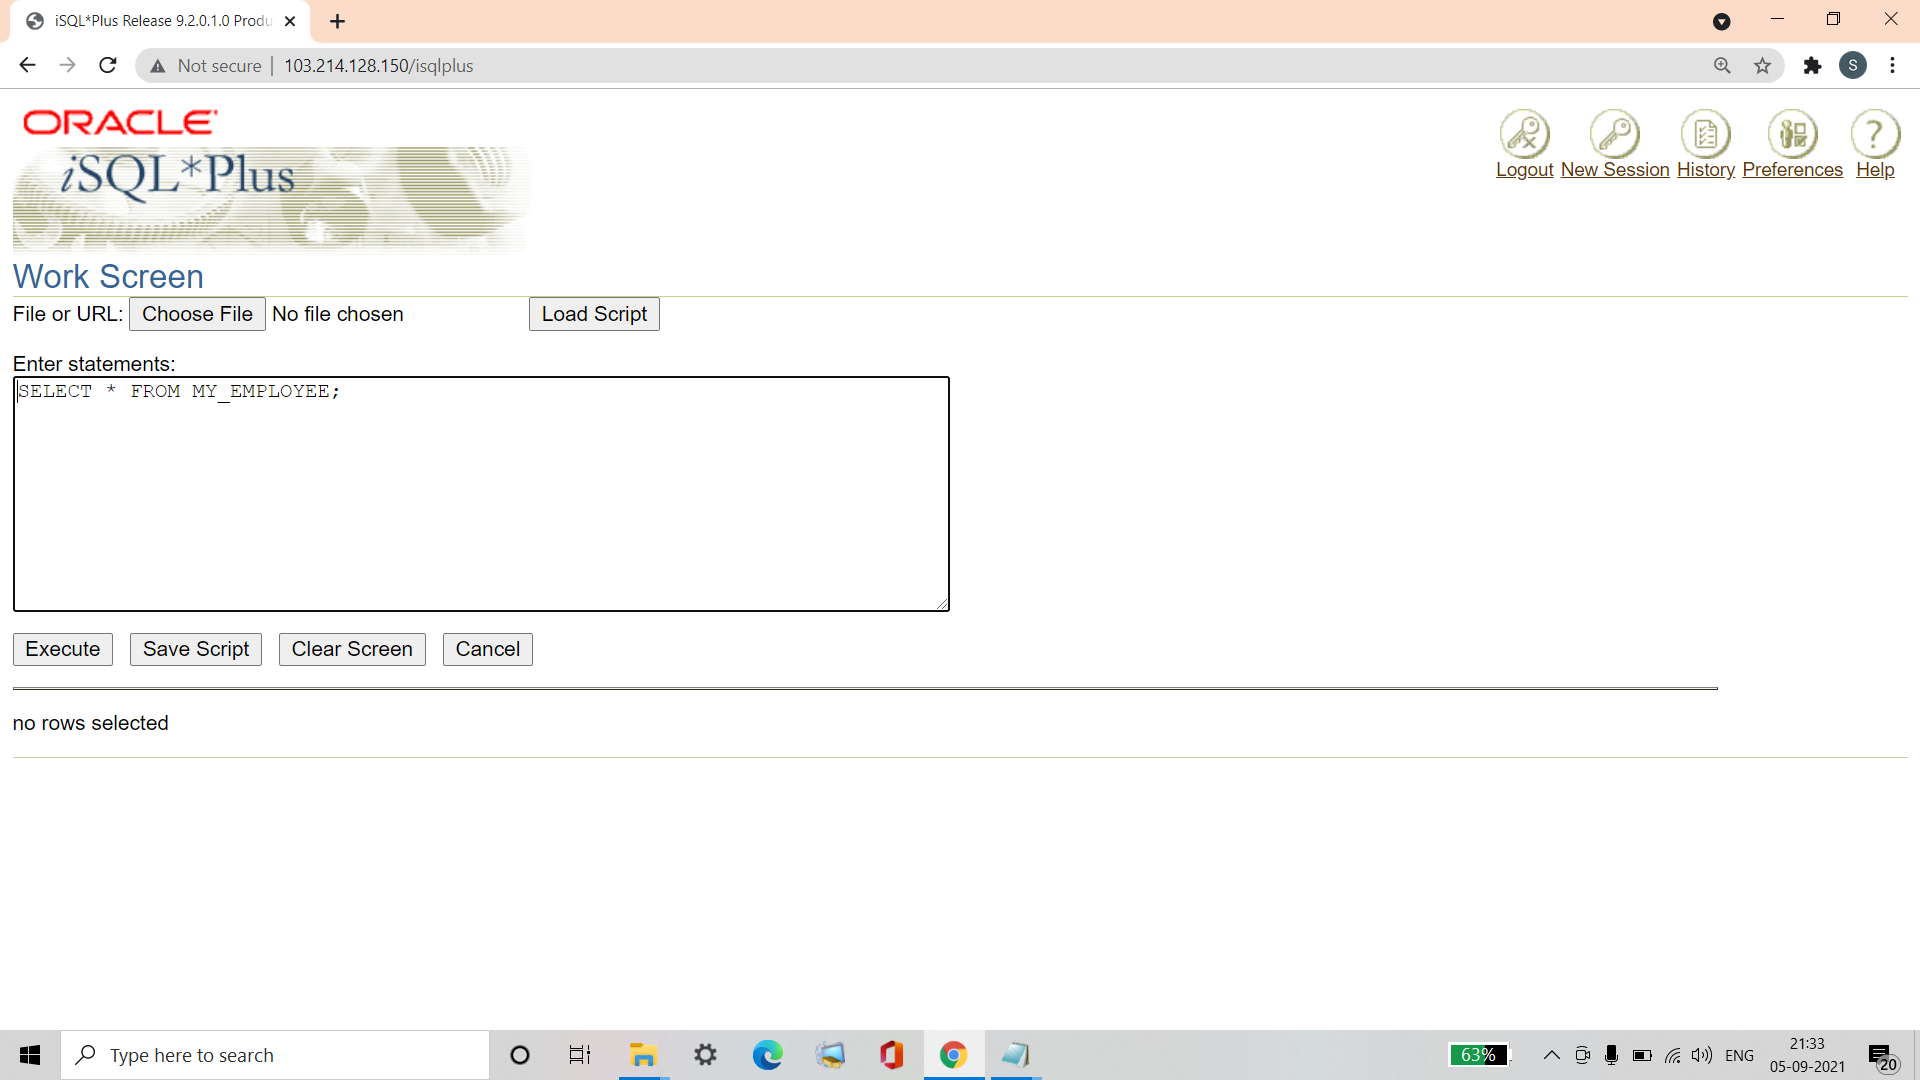 iSQL*Plus Release 9.2.0.1.0 Produ
Not secure | 103.214.128.150/isqlplus
S
ORACLE
iSQL*Plus
Logout New Session History Preferences Help
Work Screen
File or URL: Choose File No file chosen Load Script
Enter statements:
SELECT * FROM MY_EMPLOYEE;
Execute Save Script Clear Screen Cancel
no rows selected
Type here to search
63%
ENG
21:33
05-09-2021
20